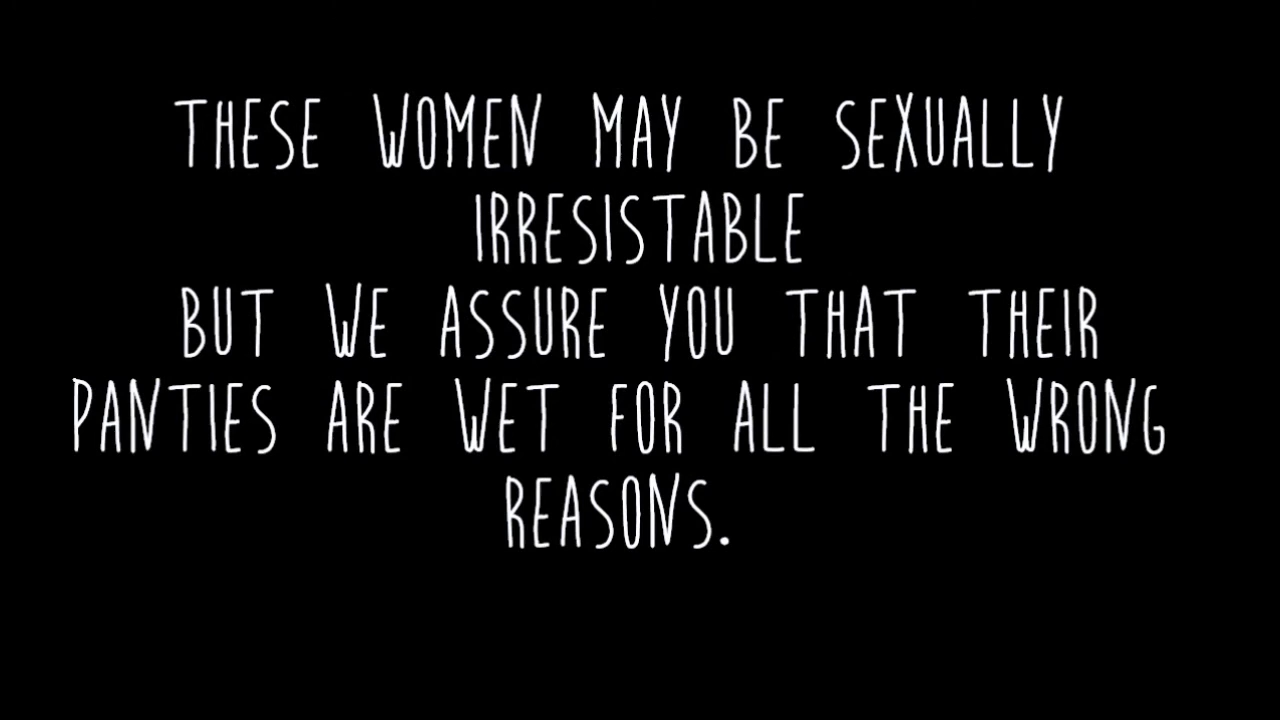 THESE WOMEN MAY BE SEXUALLY
IRRESISTABLE
BUT WE ASSURE YOU THAT THEIR
PANTIES ARE WET FOR ALL THE WRONG
REASONS.